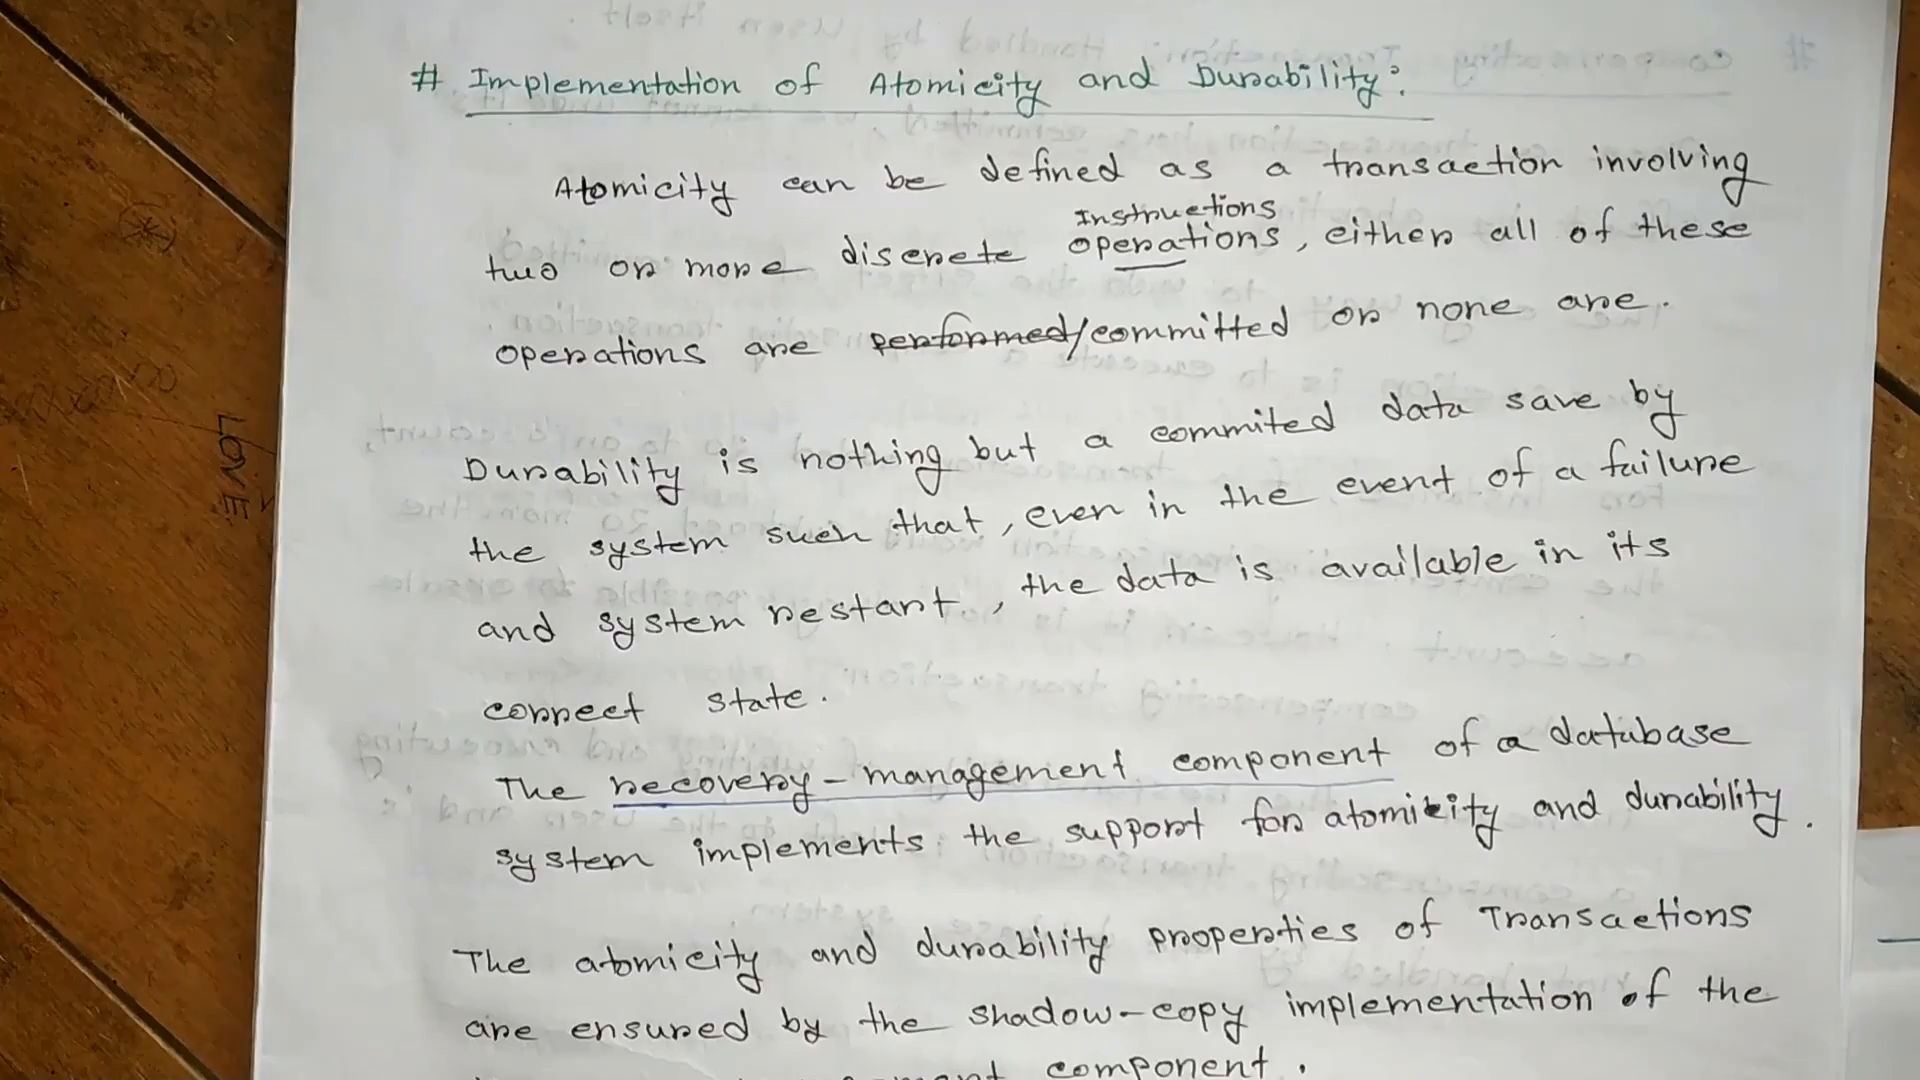 # Implementation of Atomicity and Durability:
Atomicity can be defined as a transaction involving
Instructions
two or more discrete operations, either all of these
operations are performed/committed or none are.
Durability is nothing but a commited data save by
the system such that, even in the event of a failure
and system restart, the data is available in its
correct state.
The recovery-management component of a database
system implements the support for atomicity and durability.
The atomicity and durability properties of Transactions
are ensured by the shadow-copy implementation of the
component.
LOVE